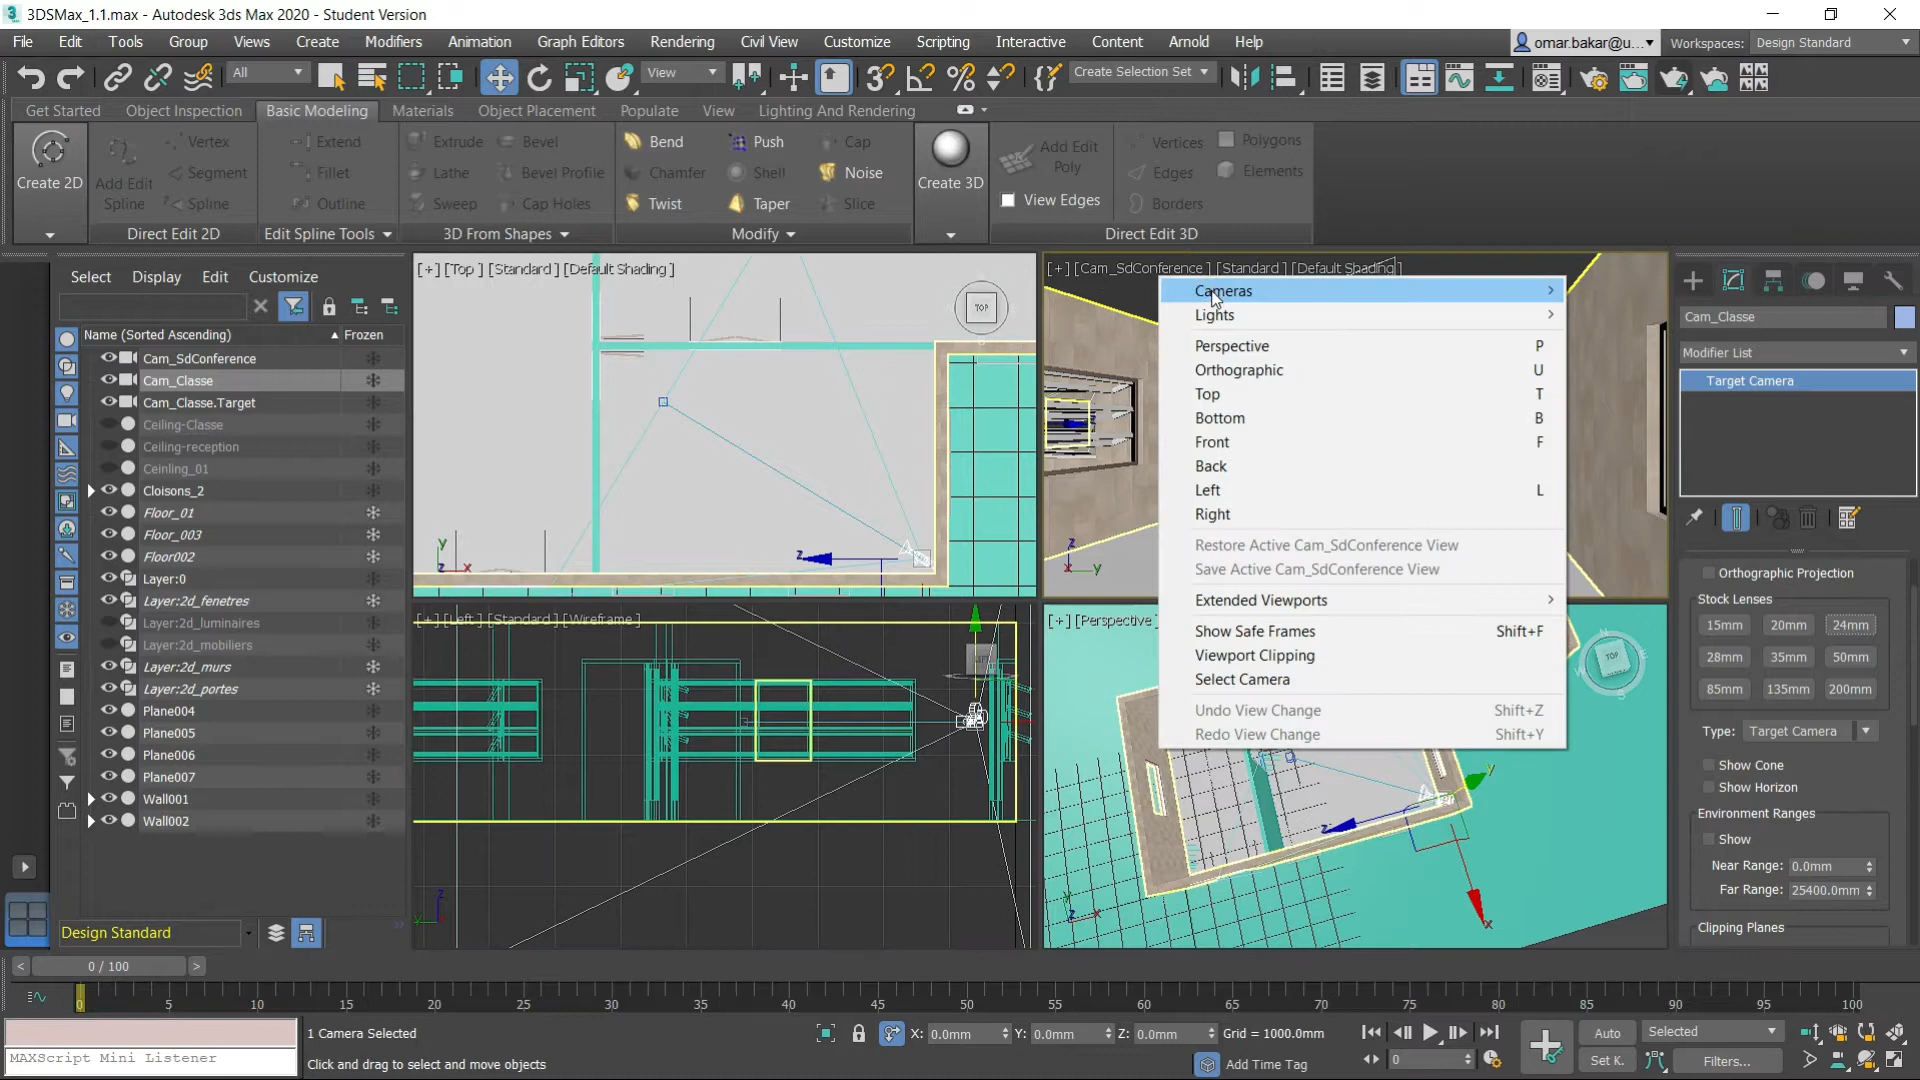 3DSMax_1.1.max - Autodesk 3ds Max 2020 - Student Version
File Edit Tools Group Views Create Modifiers Animation Graph Editors Rendering Civil View Customize Scripting Interactive Content Arnold Help
omar.bakar@u... Workspaces: Design Standard
All View Create Selection Set
Get Started Object Inspection Basic Modeling Materials Object Placement Populate View Lighting And Rendering
Create 2D
Add Edit Spline
Vertex
Segment
Spline
Direct Edit 2D
Extend
Fillet
Outline
Edit Spline Tools
Extrude Bevel
Lathe Bevel Profile
Sweep Cap Holes
3D From Shapes
Bend Push Cap
Chamfer Shell Noise
Twist Taper Slice
Modify
Create 3D
Add Edit Poly
View Edges
Vertices Polygons
Edges Elements
Borders
Direct Edit 3D
Select Display Edit Customize
Name (Sorted Ascending) Frozen
Cam_SdConference
Cam_Classe
Cam_Classe.Target
Ceiling-Classe
Ceiling-reception
Ceinling_01
Cloisons_2
Floor_01
Floor_003
Floor002
Layer:0
Layer:2d_fenetres
Layer:2d_luminaires
Layer:2d_mobiliers
Layer:2d_murs
Layer:2d_portes
Plane004
Plane005
Plane006
Plane007
Wall001
Wall002
Design Standard
[+] [Top ] [Standard ] [Default Shading ]
TOP
y
z x
z
[+] [Cam_SdConference ] [Standard ] [Default Shading ]
z
x y
[+] [Left ] [Standard ] [Wireframe ]
z
y
[+] [Perspective
TOP
y
z
x
Cameras
Lights
Perspective P
Orthographic U
Top T
Bottom B
Front F
Back
Left L
Right
Restore Active Cam_SdConference View
Save Active Cam_SdConference View
Extended Viewports
Show Safe Frames Shift+F
Viewport Clipping
Select Camera
Undo View Change Shift+Z
Redo View Change Shift+Y
Cam_Classe
Modifier List
Target Camera
Orthographic Projection
Stock Lenses
15mm 20mm 24mm
28mm 35mm 50mm
85mm 135mm 200mm
Type: Target Camera
Show Cone
Show Horizon
Environment Ranges
Show
Near Range: 0.0mm
Far Range: 25400.0mm
Clipping Planes
< 0 / 100 >
0 5 10 15 20 25 30 35 40 45 50 55 60 65 70 75 80 85 90 95 100
MAXScript Mini Listener
1 Camera Selected
Click and drag to select and move objects
X: 0.0mm Y: 0.0mm Z: 0.0mm Grid = 1000.0mm
Add Time Tag
0
Auto Selected
Set K. Filters...